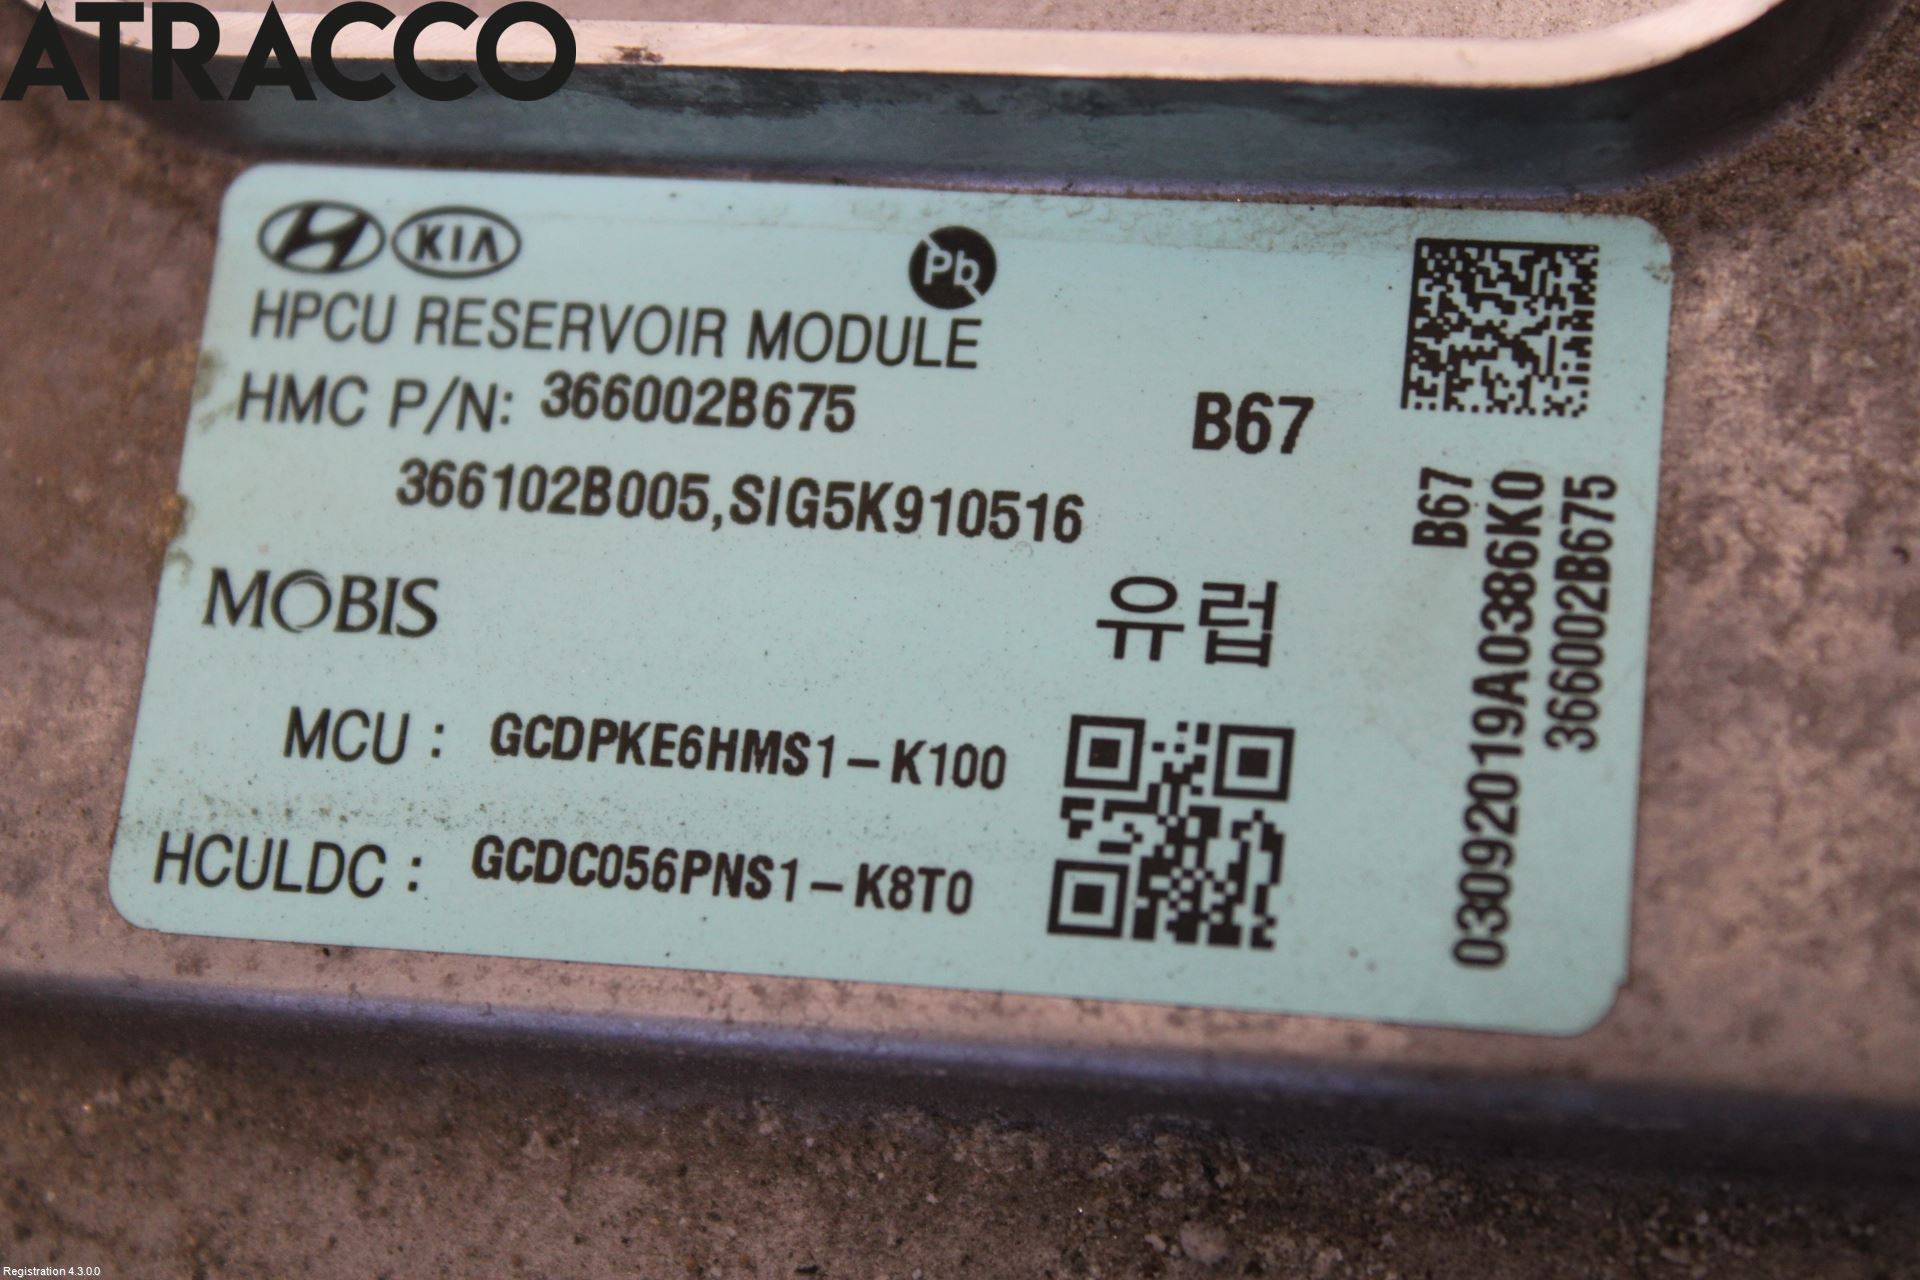 ATRACCO
KIA
Pb
HPCU RESERVOIR MODULE
HMC P/N: 366002B675
B67
366102B005,SIG5K910516
MOBIS
유럽
MCU : GCDPKE6HMS1-K100
HCULDC : GCDC056PNS1-K8T0
B67
03092019A0386K0
366002B675
Registration 4.3.0.0